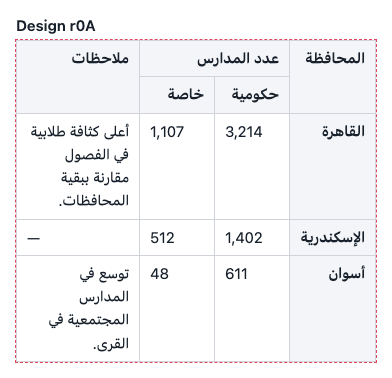 Design r0A
المحافظة عدد المدارس ملاحظات
حكومية خاصة
القاهرة 3,214 1,107 أعلى كثافة طلابية
في الفصول
مقارنة ببقية
المحافظات.
الإسكندرية 1,402 512 —
أسوان 611 48 توسع في
المدارس
المجتمعية في
القرى.